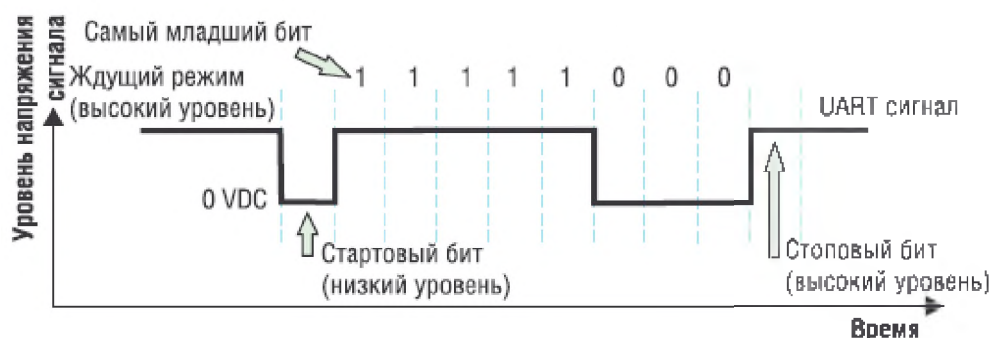 Уровень напряжения
сигнала
Самый младший бит
Ждущий режим
(высокий уровень)
1 1 1 1 1 0 0 0
UART сигнал
0 VDC
Стартовый бит
(низкий уровень)
Стоповый бит
(высокий уровень)
Время